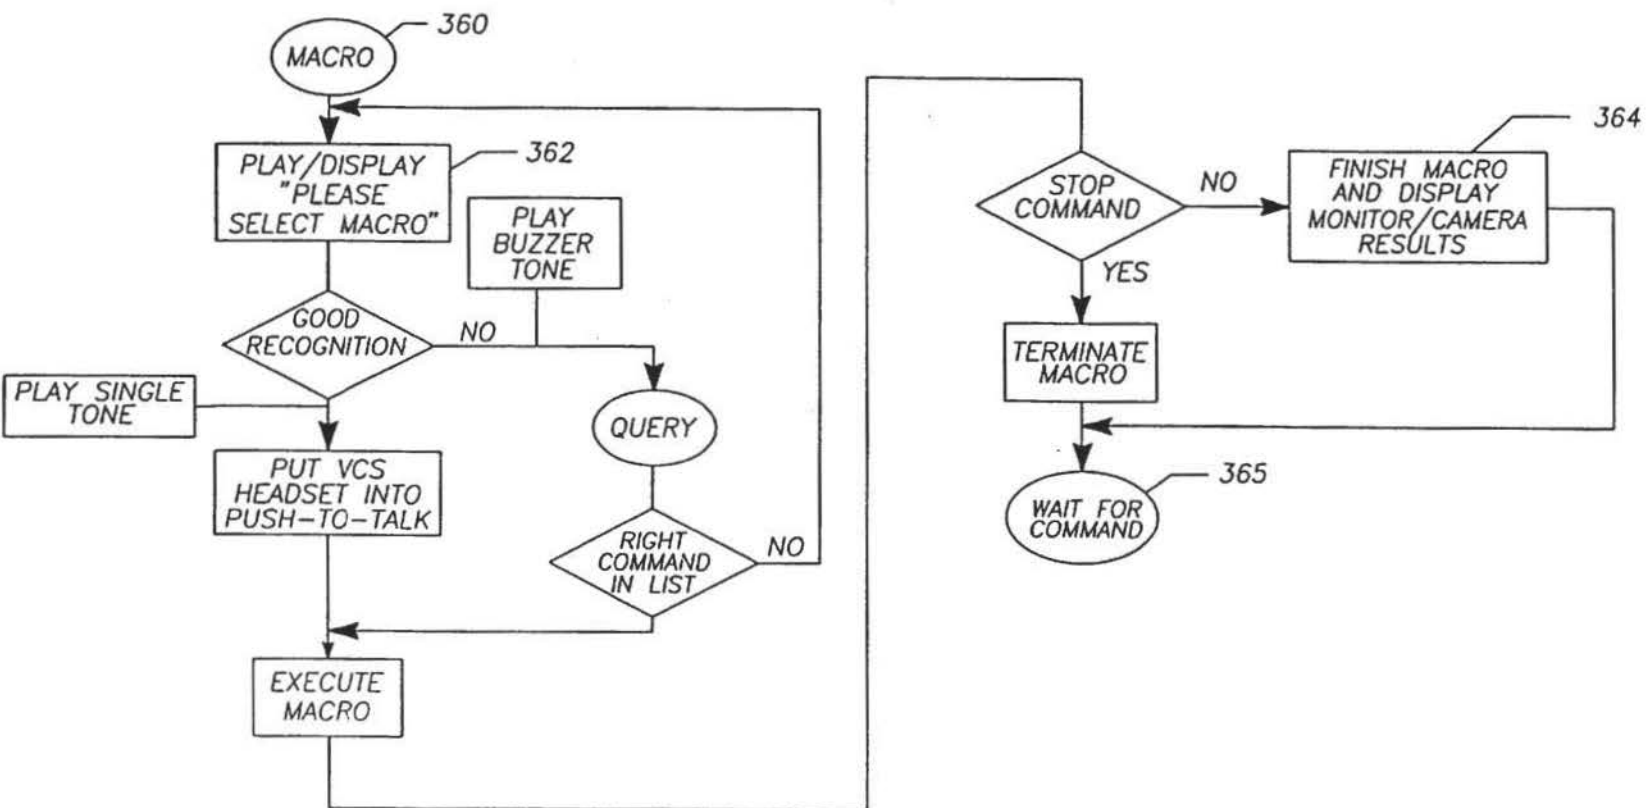 MACRO
360
PLAY/DISPLAY
"PLEASE
SELECT MACRO"
362
PLAY
BUZZER
TONE
GOOD
RECOGNITION
NO
PLAY SINGLE
TONE
QUERY
PUT VCS
HEADSET INTO
PUSH-TO-TALK
RIGHT
COMMAND
IN LIST
NO
EXECUTE
MACRO
STOP
COMMAND
NO
FINISH MACRO
AND DISPLAY
MONITOR/CAMERA
RESULTS
364
YES
TERMINATE
MACRO
WAIT FOR
COMMAND
365